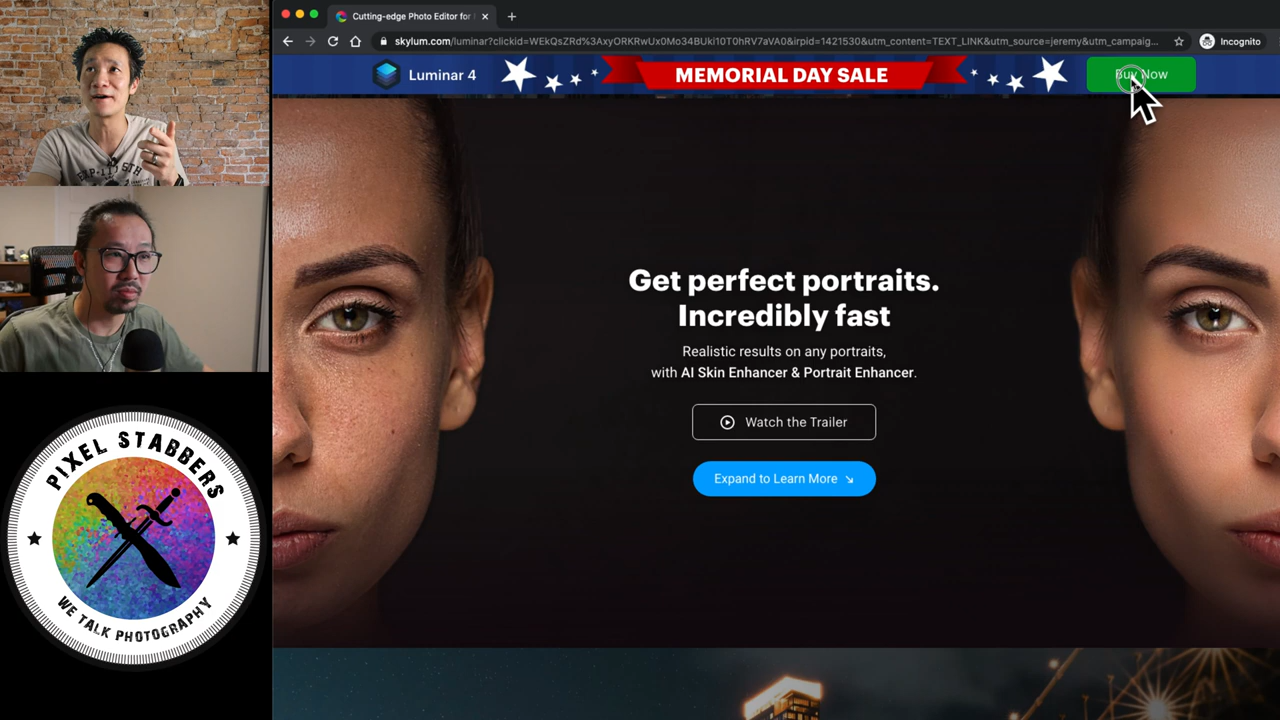 Cutting-edge Photo Editor for
skylum.com/luminar?clickid=WEkQsZRd%3AxyORKRwUx0Mo34BUki10T0hRV7aVA0&irpid=1421530&utm_content=TEXT_LINK&utm_source=jeremy&utm_campaig...
Incognito
Luminar 4
MEMORIAL DAY SALE
Buy Now
Get perfect portraits.
Incredibly fast
Realistic results on any portraits,
with AI Skin Enhancer & Portrait Enhancer.
Watch the Trailer
Expand to Learn More
PIXEL STABBERS
WE TALK PHOTOGRAPHY